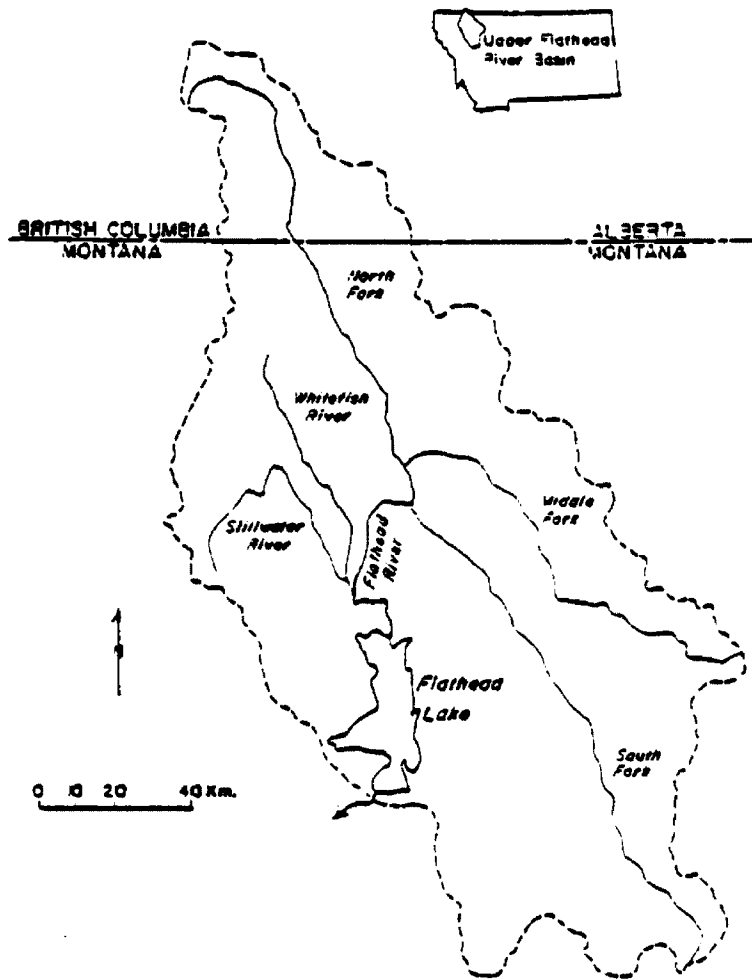 Upper Flathead
River Basin
BRITISH COLUMBIA
MONTANA
ALBERTA
MONTANA
North
Fork
Whitefish
River
Middle
Fork
Stillwater
River
Flathead
River
Flathead
Lake
South
Fork
0 10 20 40 Km.